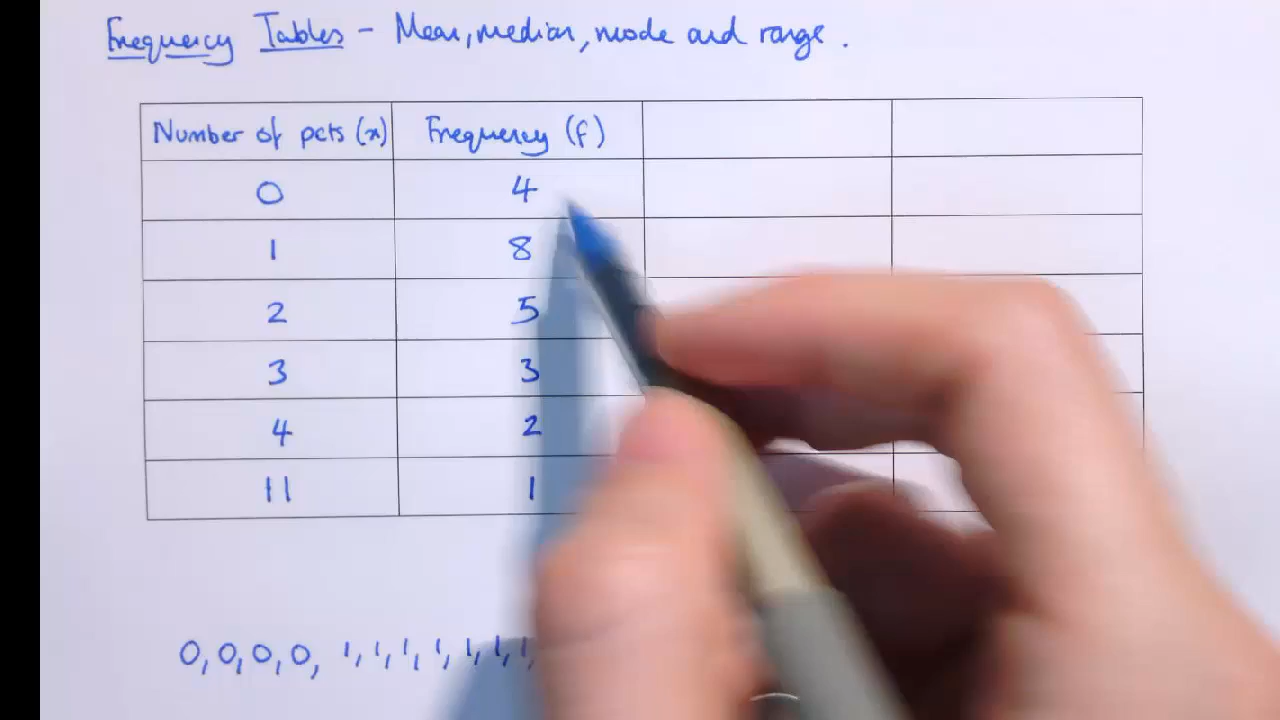 Frequency Tables - Mean, median, mode and range.
Number of pets (x) Frequency (f)
0 4
1 8
2 5
3 3
4 2
11 1
0, 0, 0, 0, 1, 1, 1, 1, 1, 1, 1,